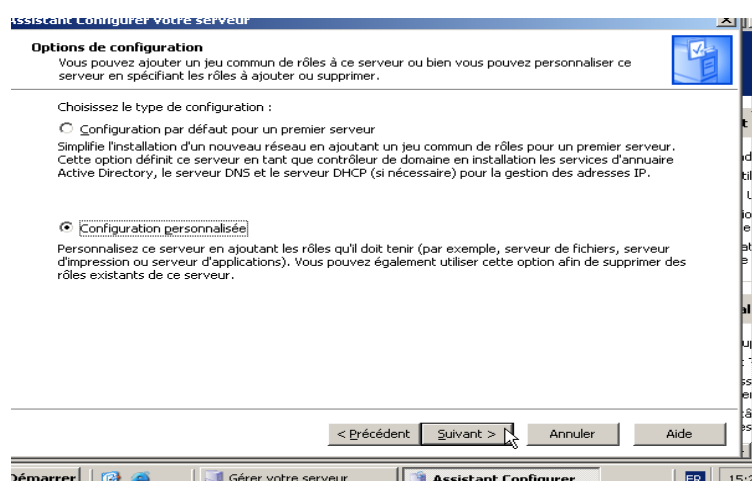 Assistant Configurer votre serveur
Options de configuration
Vous pouvez ajouter un jeu commun de rôles à ce serveur ou bien vous pouvez personnaliser ce
serveur en spécifiant les rôles à ajouter ou supprimer.
Choisissez le type de configuration :
Configuration par défaut pour un premier serveur
Simplifie l'installation d'un nouveau réseau en ajoutant un jeu commun de rôles pour un premier serveur.
Cette option définit ce serveur en tant que contrôleur de domaine en installation les services d'annuaire
Active Directory, le serveur DNS et le serveur DHCP (si nécessaire) pour la gestion des adresses IP.
Configuration personnalisée
Personnalisez ce serveur en ajoutant les rôles qu'il doit tenir (par exemple, serveur de fichiers, serveur
d'impression ou serveur d'applications). Vous pouvez également utiliser cette option afin de supprimer des
rôles existants de ce serveur.
< Précédent Suivant > Annuler Aide
Démarrer Gérer votre serveur Assistant Configurer FR